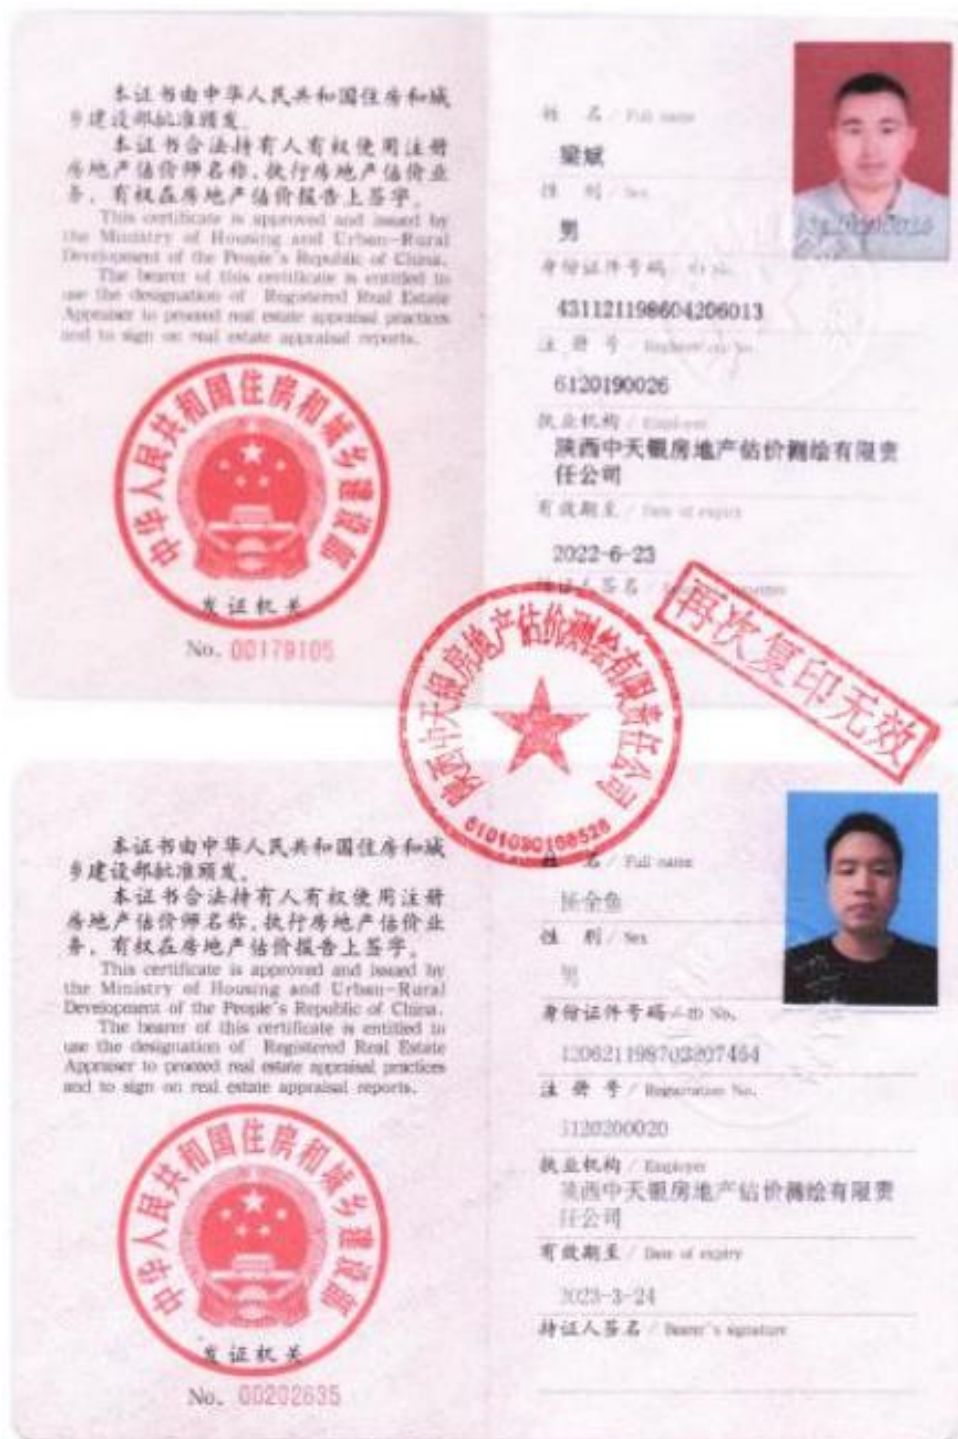 本证书由中华人民共和国住房和城
乡建设部批准颁发。
本证书合法持有人有权使用注册
房地产估价师名称,执行房地产估价业
务,有权在房地产估价报告上签字。
This certificate is approved and issued by
the Ministry of Housing and Urban-Rural
Development of the People's Republic of China.
The bearer of this certificate is entitled to
use the designation of Registered Real Estate
Appraiser to proceed real estate appraisal practices
and to sign on real estate appraisal reports.
中华人民共和国住房和城乡建设部
发证机关
No. 00179105
姓 名 / Full name
梁斌
性 别 / Sex
男
身份证件号码
431121198604206013
注 册 号 / Registration No.
6120190026
执业机构 / Employer
陕西中天银房地产估价测绘有限责
任公司
有效期至 / Date of expiry
2022-6-23
持证人签名
再次复印无效
陕西中天银房地产估价测绘有限责任公司
本证书由中华人民共和国住房和城
乡建设部批准颁发。
本证书合法持有人有权使用注册
房地产估价师名称,执行房地产估价业
务,有权在房地产估价报告上签字。
This certificate is approved and issued by
the Ministry of Housing and Urban-Rural
Development of the People's Republic of China.
The bearer of this certificate is entitled to
use the designation of Registered Real Estate
Appraiser to proceed real estate appraisal practices
and to sign on real estate appraisal reports.
中华人民共和国住房和城乡建设部
发证机关
No. 00202635
姓 名 / Full name
性 别 / Sex
男
身份证件号码 / ID No.
注 册 号 / Registration No.
执业机构 / Employer
陕西中天银房地产估价测绘有限责
任公司
有效期至 / Date of expiry
2023-3-24
持证人签名 / Bearer's signature